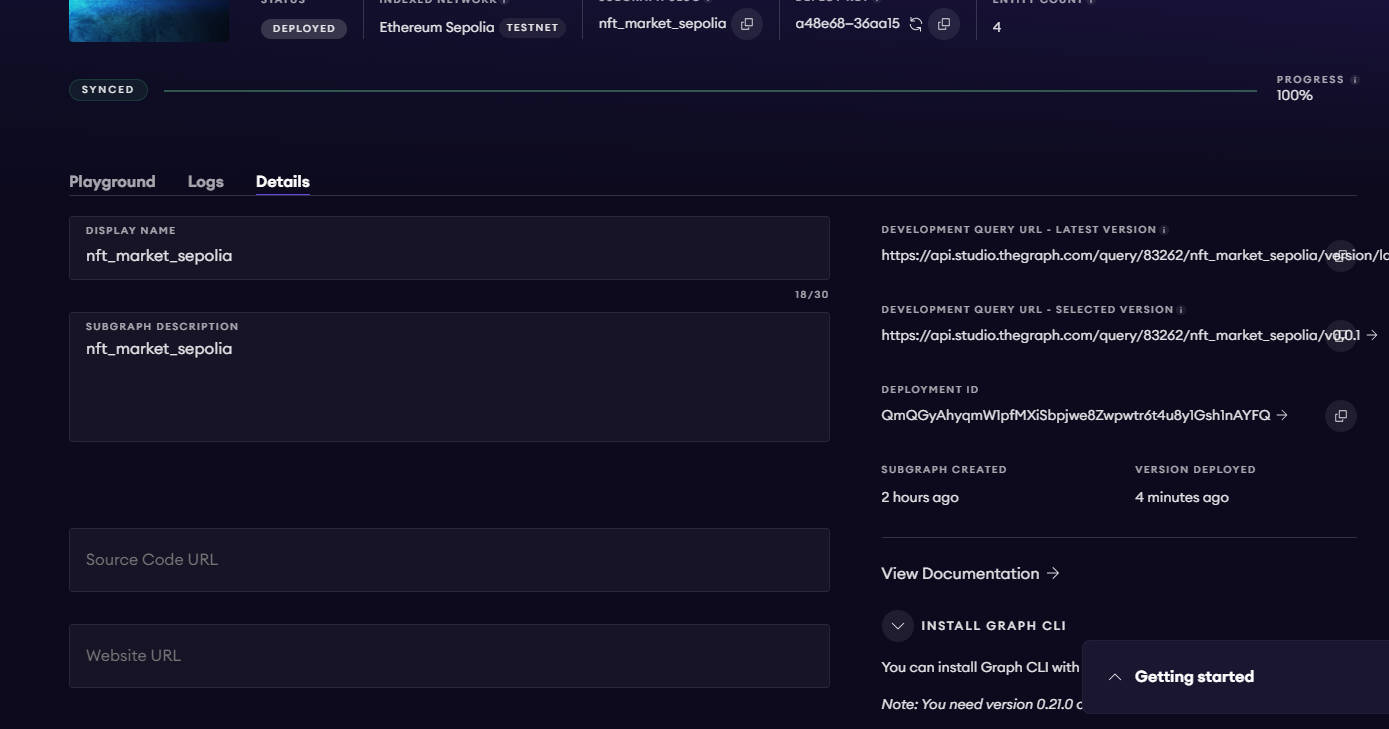 STATUS
INDEXED NETWORK
SUBGRAPH SLUG
DEPLOY KEY
ENTITY COUNT
DEPLOYED
Ethereum Sepolia TESTNET
nft_market_sepolia
a48e68–36aa15
4
SYNCED
PROGRESS
100%
Playground
Logs
Details
DISPLAY NAME
nft_market_sepolia
18/30
SUBGRAPH DESCRIPTION
nft_market_sepolia
Source Code URL
Website URL
DEVELOPMENT QUERY URL - LATEST VERSION
https://api.studio.thegraph.com/query/83262/nft_market_sepolia/version/la
DEVELOPMENT QUERY URL - SELECTED VERSION
https://api.studio.thegraph.com/query/83262/nft_market_sepolia/v0.0.1 →
DEPLOYMENT ID
QmQGyAhyqmW1pfMXiSbpjwe8Zwpwtr6t4u8y1Gsh1nAYFQ →
SUBGRAPH CREATED
2 hours ago
VERSION DEPLOYED
4 minutes ago
View Documentation →
INSTALL GRAPH CLI
You can install Graph CLI with
Note: You need version 0.21.0
Getting started